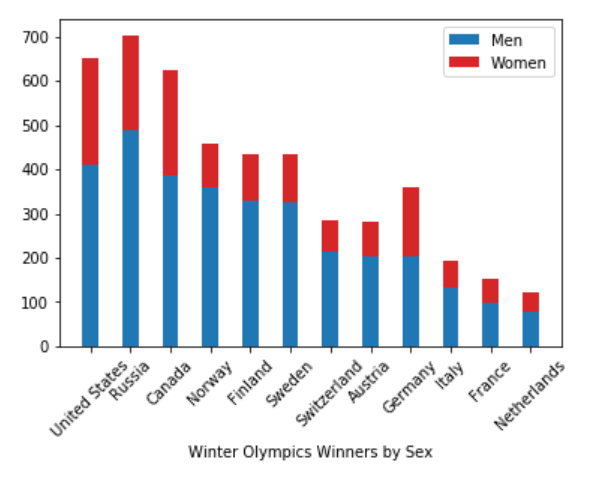 700
600
500
400
300
200
100
0
Men
Women
United States
Russia
Canada
Norway
Finland
Sweden
Switzerland
Austria
Germany
Italy
France
Netherlands
Winter Olympics Winners by Sex